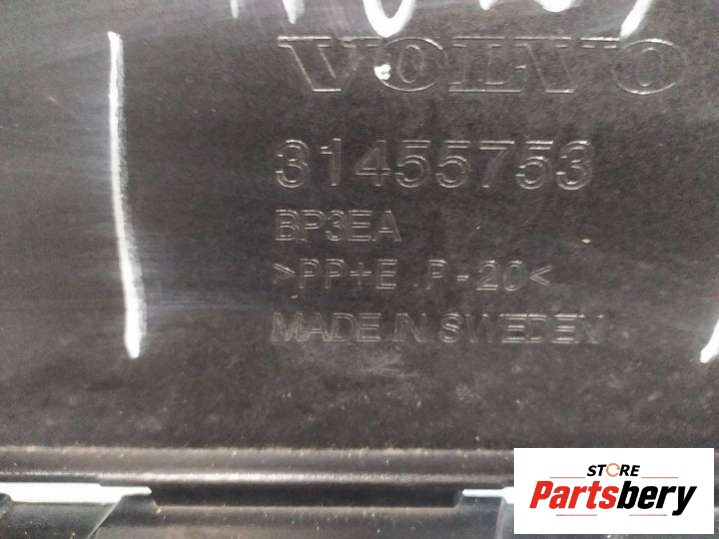 VOLVO
31455753
BP3EA
>PP+E P-20<
MADE IN SWEDEN
STORE
Partsbery